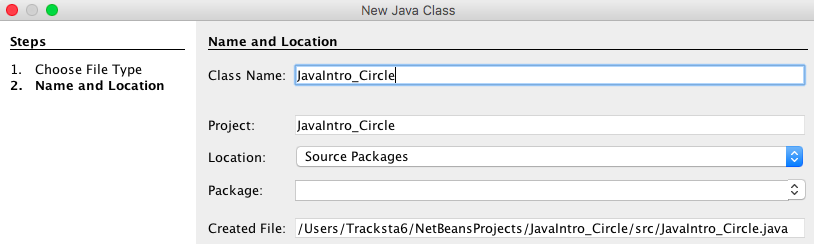 New Java Class
Steps
1. Choose File Type
2. Name and Location
Name and Location
Class Name: JavaIntro_Circle
Project: JavaIntro_Circle
Location: Source Packages
Package:
Created File: /Users/Tracksta6/NetBeansProjects/JavaIntro_Circle/src/JavaIntro_Circle.java